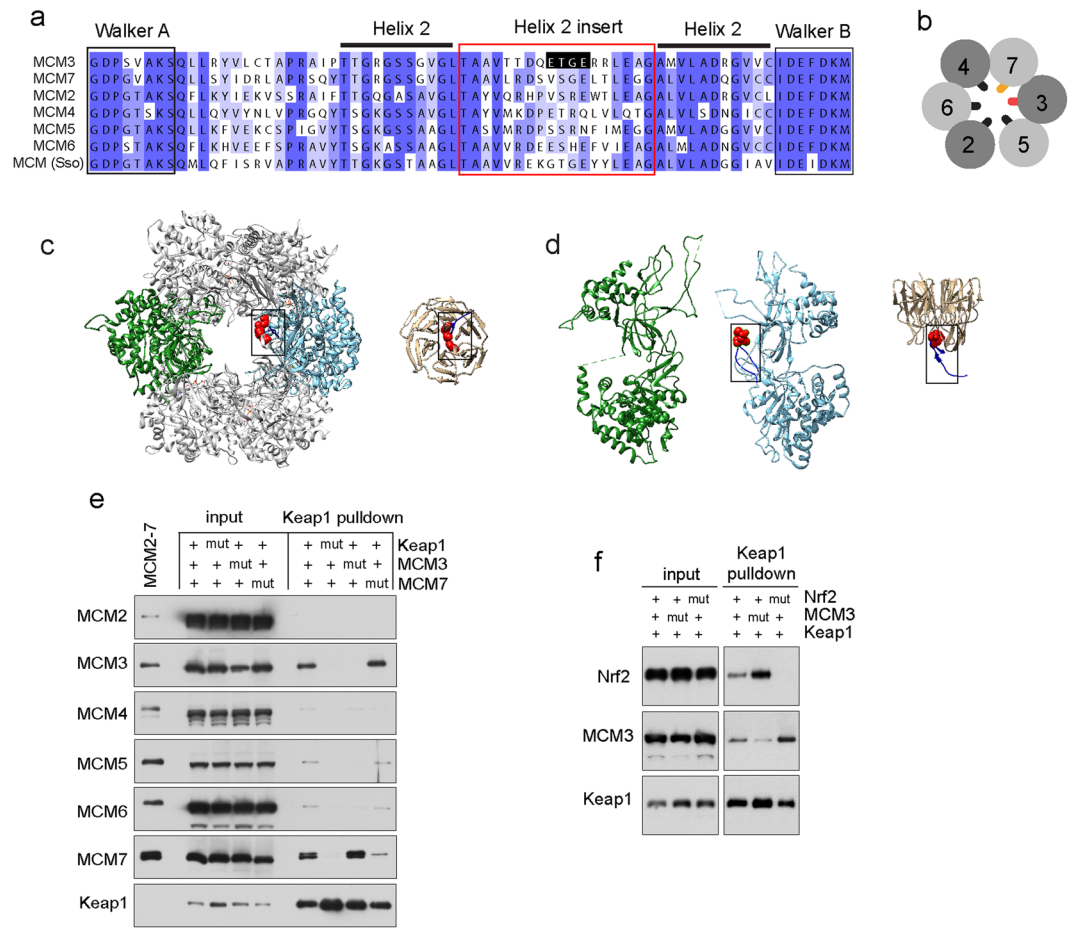 a
Walker A
Helix 2
Helix 2 insert
Helix 2
Walker B
MCM3 GDPSVAKSQLLRYVLCTAPRAIPTTGRGSSGVGLTAAVTTDQETGERRLEAGAMVLADRGVVCIDEFDKM
MCM7 GDPGVAKSQLLSYIDRLAPRSQYTTGRGSSGVGLTAAVLRDSVSGELTLEGGALVLADQGVCCIDEFDKM
MCM2 GDPGTAKSQFLKYIEKVSSRAIFTTGQGASAVGLTAYVQRHPVSREWTLEAGALVLADRGVCLIDEFDKM
MCM4 GDPGTSKSQLLQYVYNLVPRGQYTSGKGSSAVGLTAYVMKDPETRQLVLQTGALVLSDNGICCIDEFDKM
MCM5 GDPGTAKSQLLKFVEKCSPIGVYTSGKGSSAAGLTASVMRDPSSRNFIMEGGAMVLADGGVVCIDEFDKM
MCM6 GDPSTAKSQFLKHVEEFSPRAVYTSGKASSAAGLTAAVVRDEESHEFVIEAGALMLADNGVCCIDEFDKM
MCM (Sso) GDPGTAKSQMLQFISRVAPRAVYTTGKGSTAAGLTAAVVREKGTGEYYLEAGALVLADGGIAVIDEIDKM
b
4 7
6 3
2 5
c
d
e
MCM2-7
input
Keap1 pulldown
+ mut + + + mut + + Keap1
+ + mut + + + mut + MCM3
+ + + mut + + + mut MCM7
MCM2
MCM3
MCM4
MCM5
MCM6
MCM7
Keap1
f
input
Keap1
pulldown
+ + mut + + mut Nrf2
+ mut + + mut + MCM3
+ + + + + + Keap1
Nrf2
MCM3
Keap1